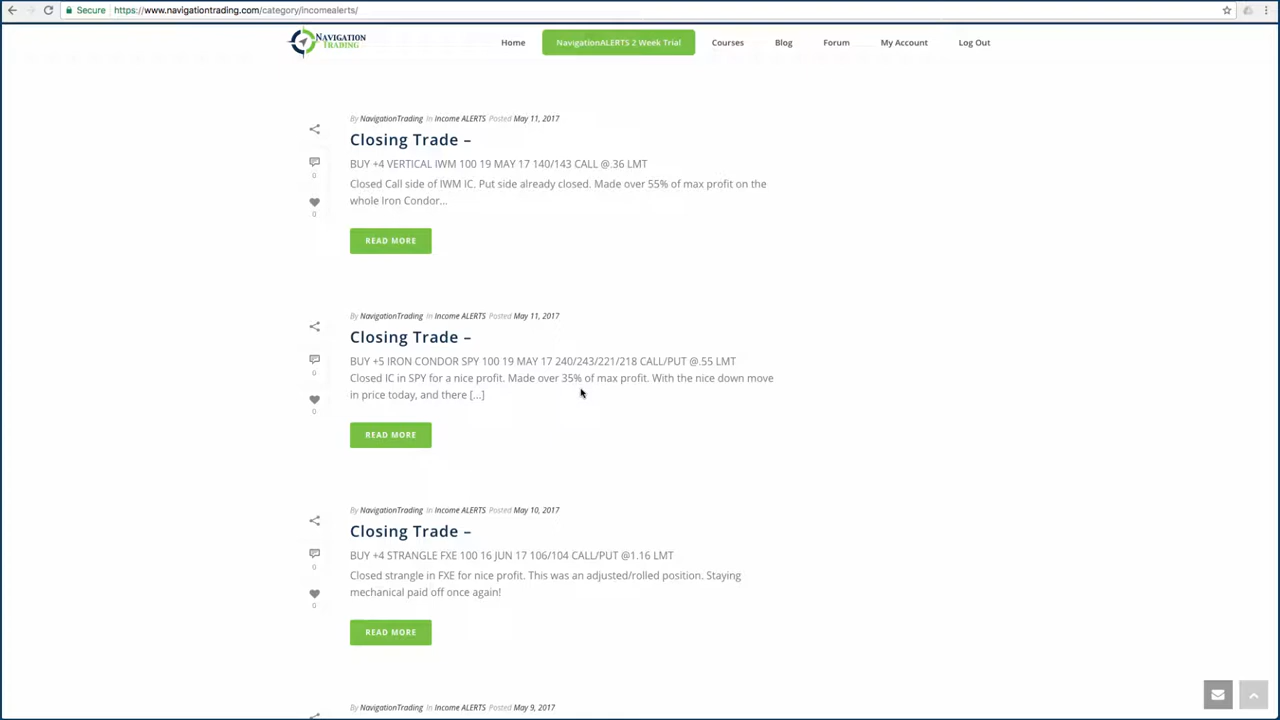 Secure https://www.navigationtrading.com/category/incomealerts/
NAVIGATION
TRADING
Home NavigationALERTS 2 Week Trial Courses Blog Forum My Account Log Out
By NavigationTrading In Income ALERTS Posted May 11, 2017
Closing Trade –
BUY +4 VERTICAL IWM 100 19 MAY 17 140/143 CALL @.36 LMT
0
Closed Call side of IWM IC. Put side already closed. Made over 55% of max profit on the
whole Iron Condor...
0
READ MORE
By NavigationTrading In Income ALERTS Posted May 11, 2017
Closing Trade –
BUY +5 IRON CONDOR SPY 100 19 MAY 17 240/243/221/218 CALL/PUT @.55 LMT
0
Closed IC in SPY for a nice profit. Made over 35% of max profit. With the nice down move
in price today, and there [...]
0
READ MORE
By NavigationTrading In Income ALERTS Posted May 10, 2017
Closing Trade –
BUY +4 STRANGLE FXE 100 16 JUN 17 106/104 CALL/PUT @1.16 LMT
0
Closed strangle in FXE for nice profit. This was an adjusted/rolled position. Staying
mechanical paid off once again!
0
READ MORE
By NavigationTrading In Income ALERTS Posted May 9, 2017